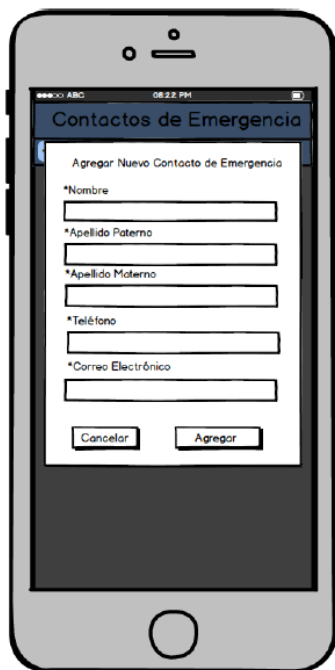 ABC 08:22 PM
Contactos de Emergencia
Agregar Nuevo Contacto de Emergencia
*Nombre
*Apellido Paterno
*Apellido Materno
*Teléfono
*Correo Electrónico
Cancelar Agregar